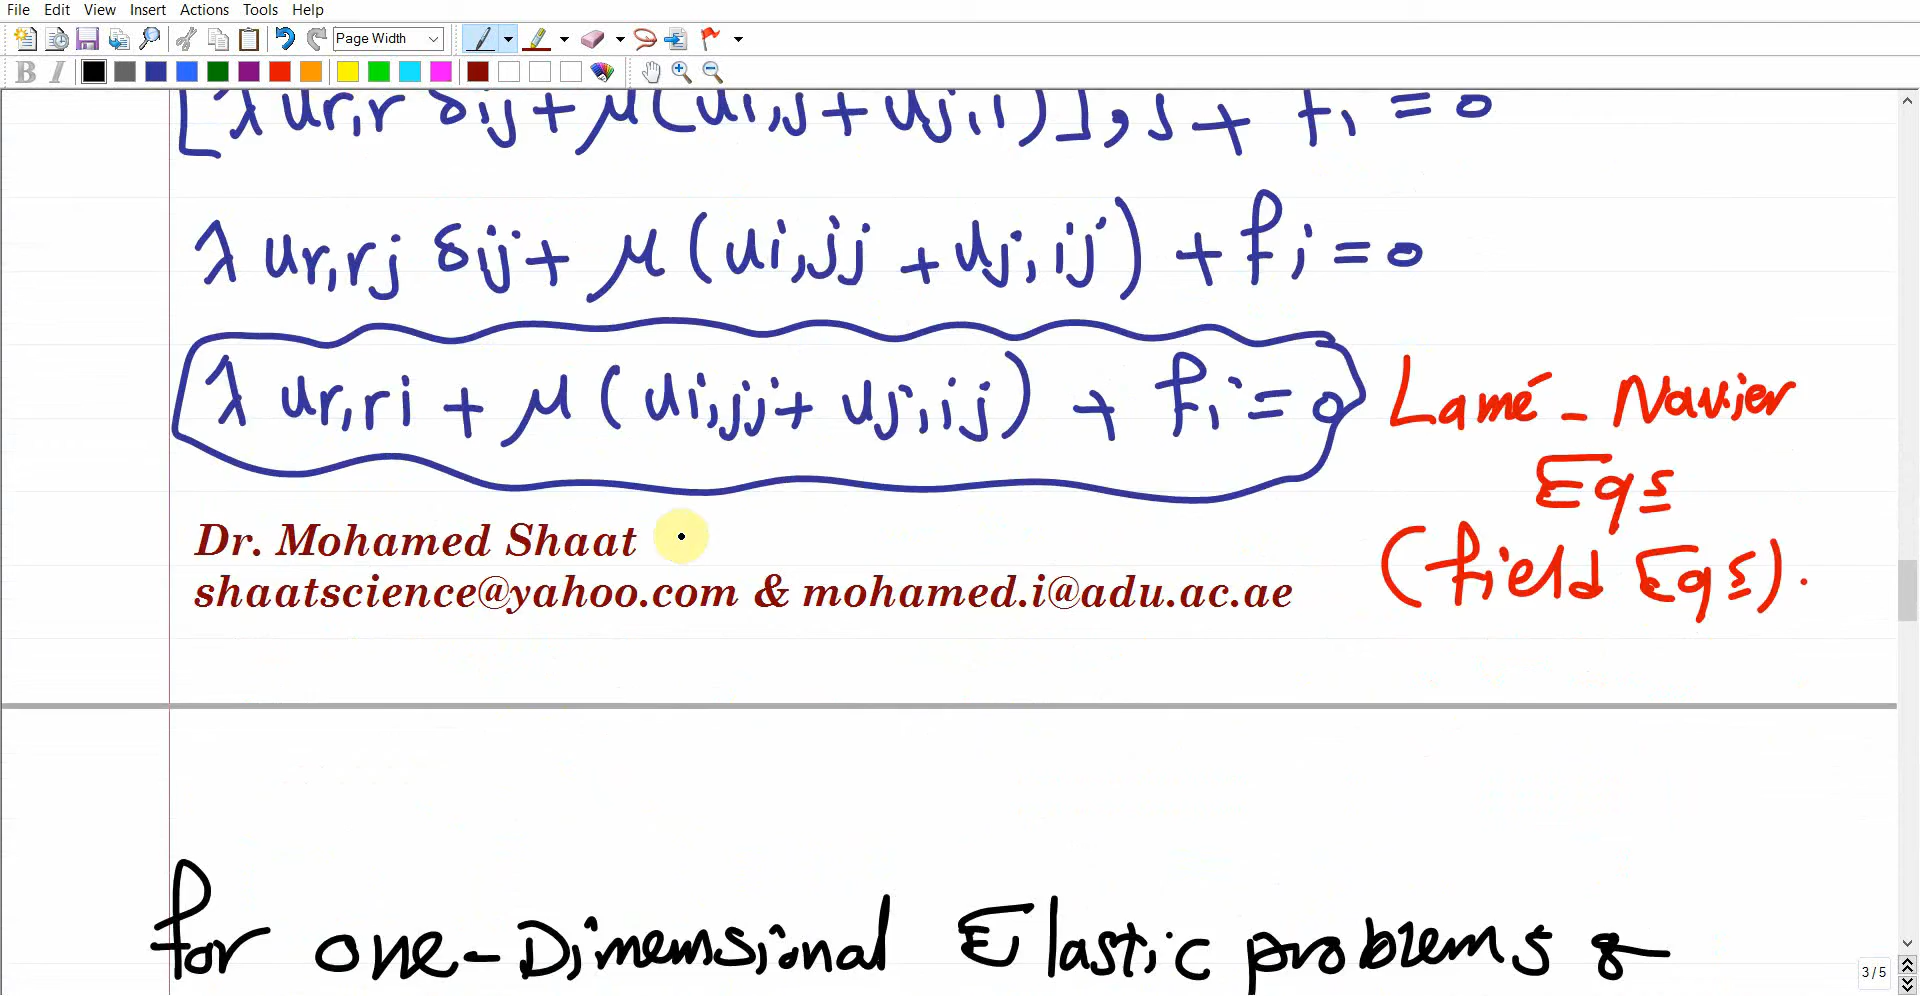 File Edit View Insert Actions Tools Help
Page Width
B I
[λ ur,r δij + μ(ui,j + uj,i)],j + fi = 0
λ ur,rj δij + μ (ui,jj + uj,ij) + fi = 0
λ ur,ri + μ (ui,jj + uj,ij) + fi = 0
Lamé - Navier
Eqs
(field Eqs).
Dr. Mohamed Shaat
shaatscience@yahoo.com & mohamed.i@adu.ac.ae
for one-Dimensional Elastic problems
3/5